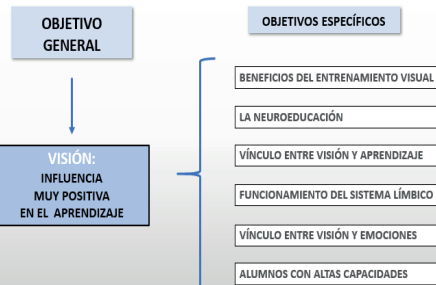 OBJETIVO
GENERAL
VISIÓN:
INFLUENCIA
MUY POSITIVA
EN EL APRENDIZAJE
OBJETIVOS ESPECÍFICOS
BENEFICIOS DEL ENTRENAMIENTO VISUAL
LA NEUROEDUCACIÓN
VÍNCULO ENTRE VISIÓN Y APRENDIZAJE
FUNCIONAMIENTO DEL SISTEMA LÍMBICO
VÍNCULO ENTRE VISIÓN Y EMOCIONES
ALUMNOS CON ALTAS CAPACIDADES